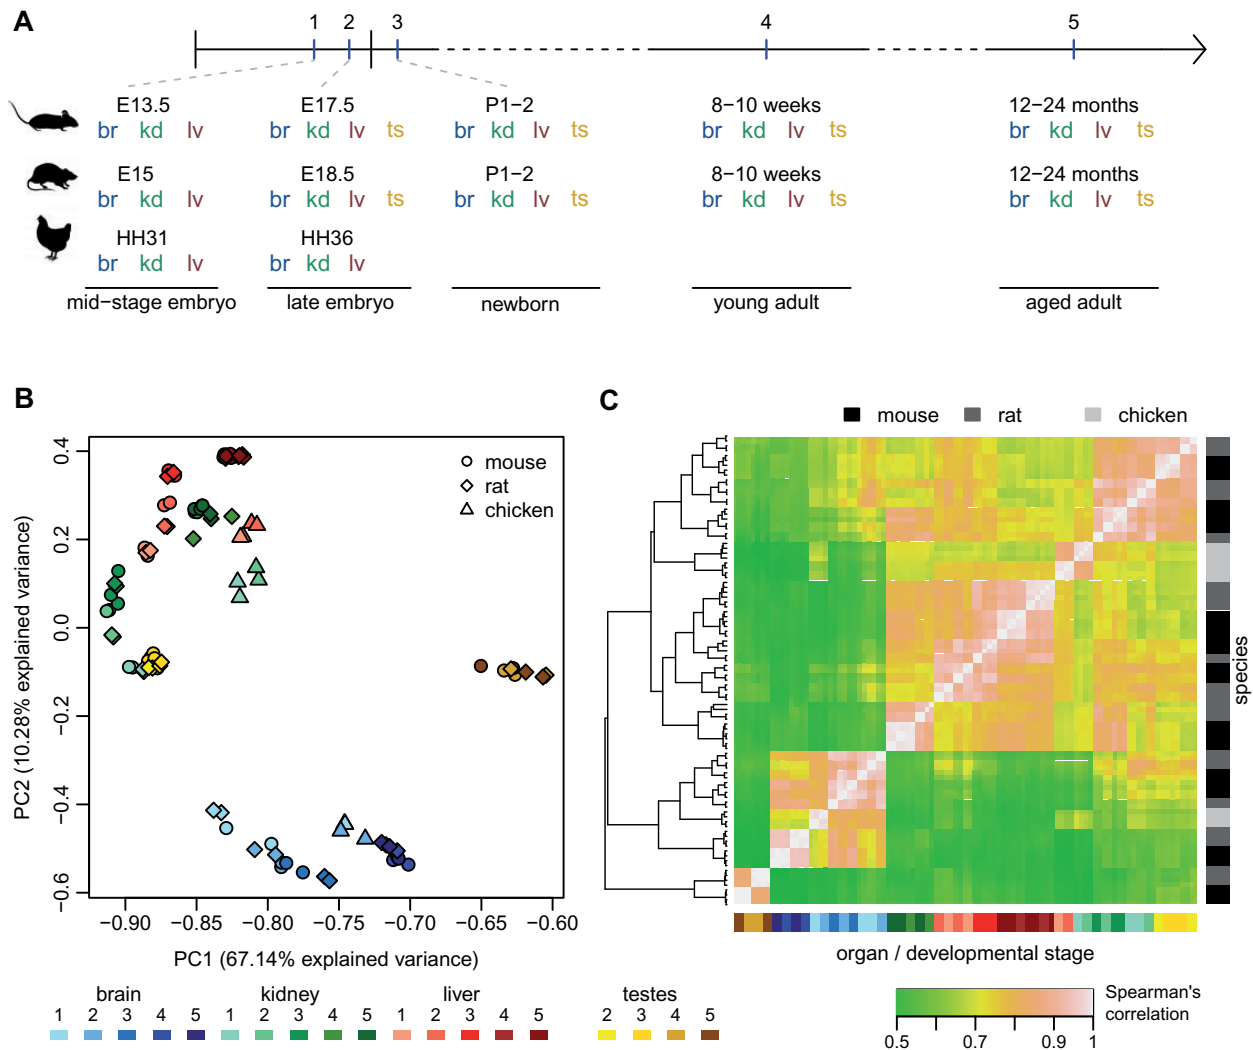 A
1 2 3 4 5
E13.5 E17.5 P1−2 8−10 weeks 12−24 months
br kd lv br kd lv ts br kd lv ts br kd lv ts br kd lv ts
E15 E18.5 P1−2 8−10 weeks 12−24 months
br kd lv br kd lv ts br kd lv ts br kd lv ts br kd lv ts
HH31 HH36
br kd lv br kd lv
mid−stage embryo late embryo newborn young adult aged adult
B
PC2 (10.28% explained variance)
0.4
0.2
0.0
−0.2
−0.4
−0.6
mouse
rat
chicken
−0.90 −0.85 −0.80 −0.75 −0.70 −0.65 −0.60
PC1 (67.14% explained variance)
brain kidney liver testes
1 2 3 4 5 1 2 3 4 5 1 2 3 4 5 2 3 4 5
C
mouse rat chicken
species
organ / developmental stage
Spearman's
correlation
0.5 0.7 0.9 1